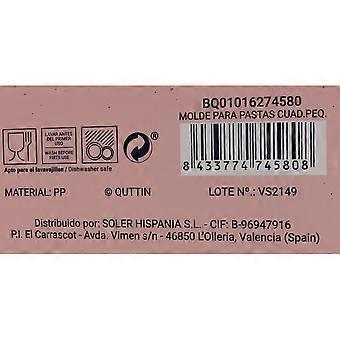 BQ01016274580
MOLDE PARA PASTAS CUAD.PEQ.
LAVAR ANTES
DEL PRIMER
USO
WASH BEFORE
FIRTS USE
8 433774 745808
Apto para el lavavajillas / Dishwasher safe
MATERIAL: PP
© QUTTIN
LOTE Nº.: VS2149
Distribuido por: SOLER HISPANIA S.L. - CIF: B-96947916
P.I. El Carrascot - Avda. Vimen s/n - 46850 L'Olleria, Valencia (Spain)